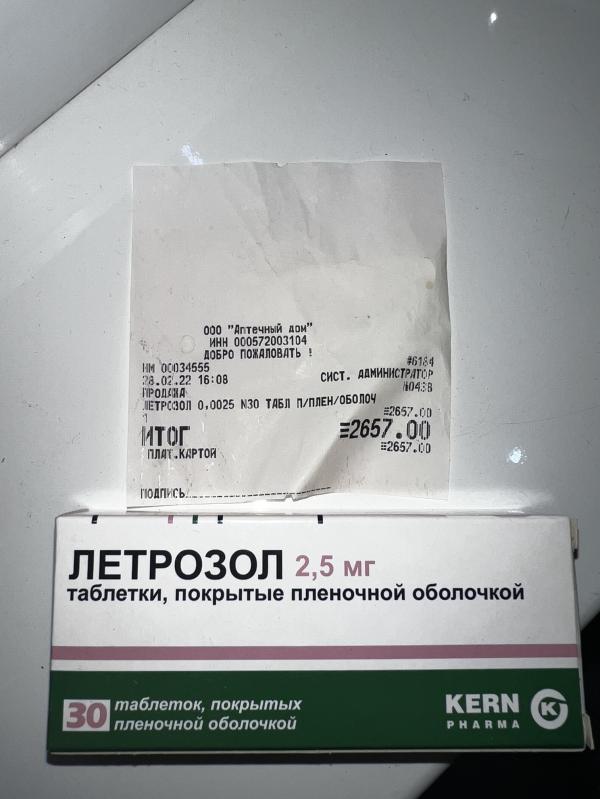 ООО "Аптечный дом"
ИНН 000572003104
ДОБРО ПОЖАЛОВАТЬ !
#6184
НМ 00034555
СИСТ. АДМИНИСТРАТОР
28.02.22 16:08
№0438
ПРОДАЖА
ЛЕТРОЗОЛ 0,0025 N30 ТАБЛ П/ПЛЕН/ОБОЛОЧ
1
≡2657.00
ИТОГ ≡2657.00
ПЛАТ.КАРТОЙ ≡2657.00
ПОДПИСЬ
ЛЕТРОЗОЛ 2,5 мг
таблетки, покрытые пленочной оболочкой
30 таблеток, покрытых
пленочной оболочкой
KERN
PHARMA
K